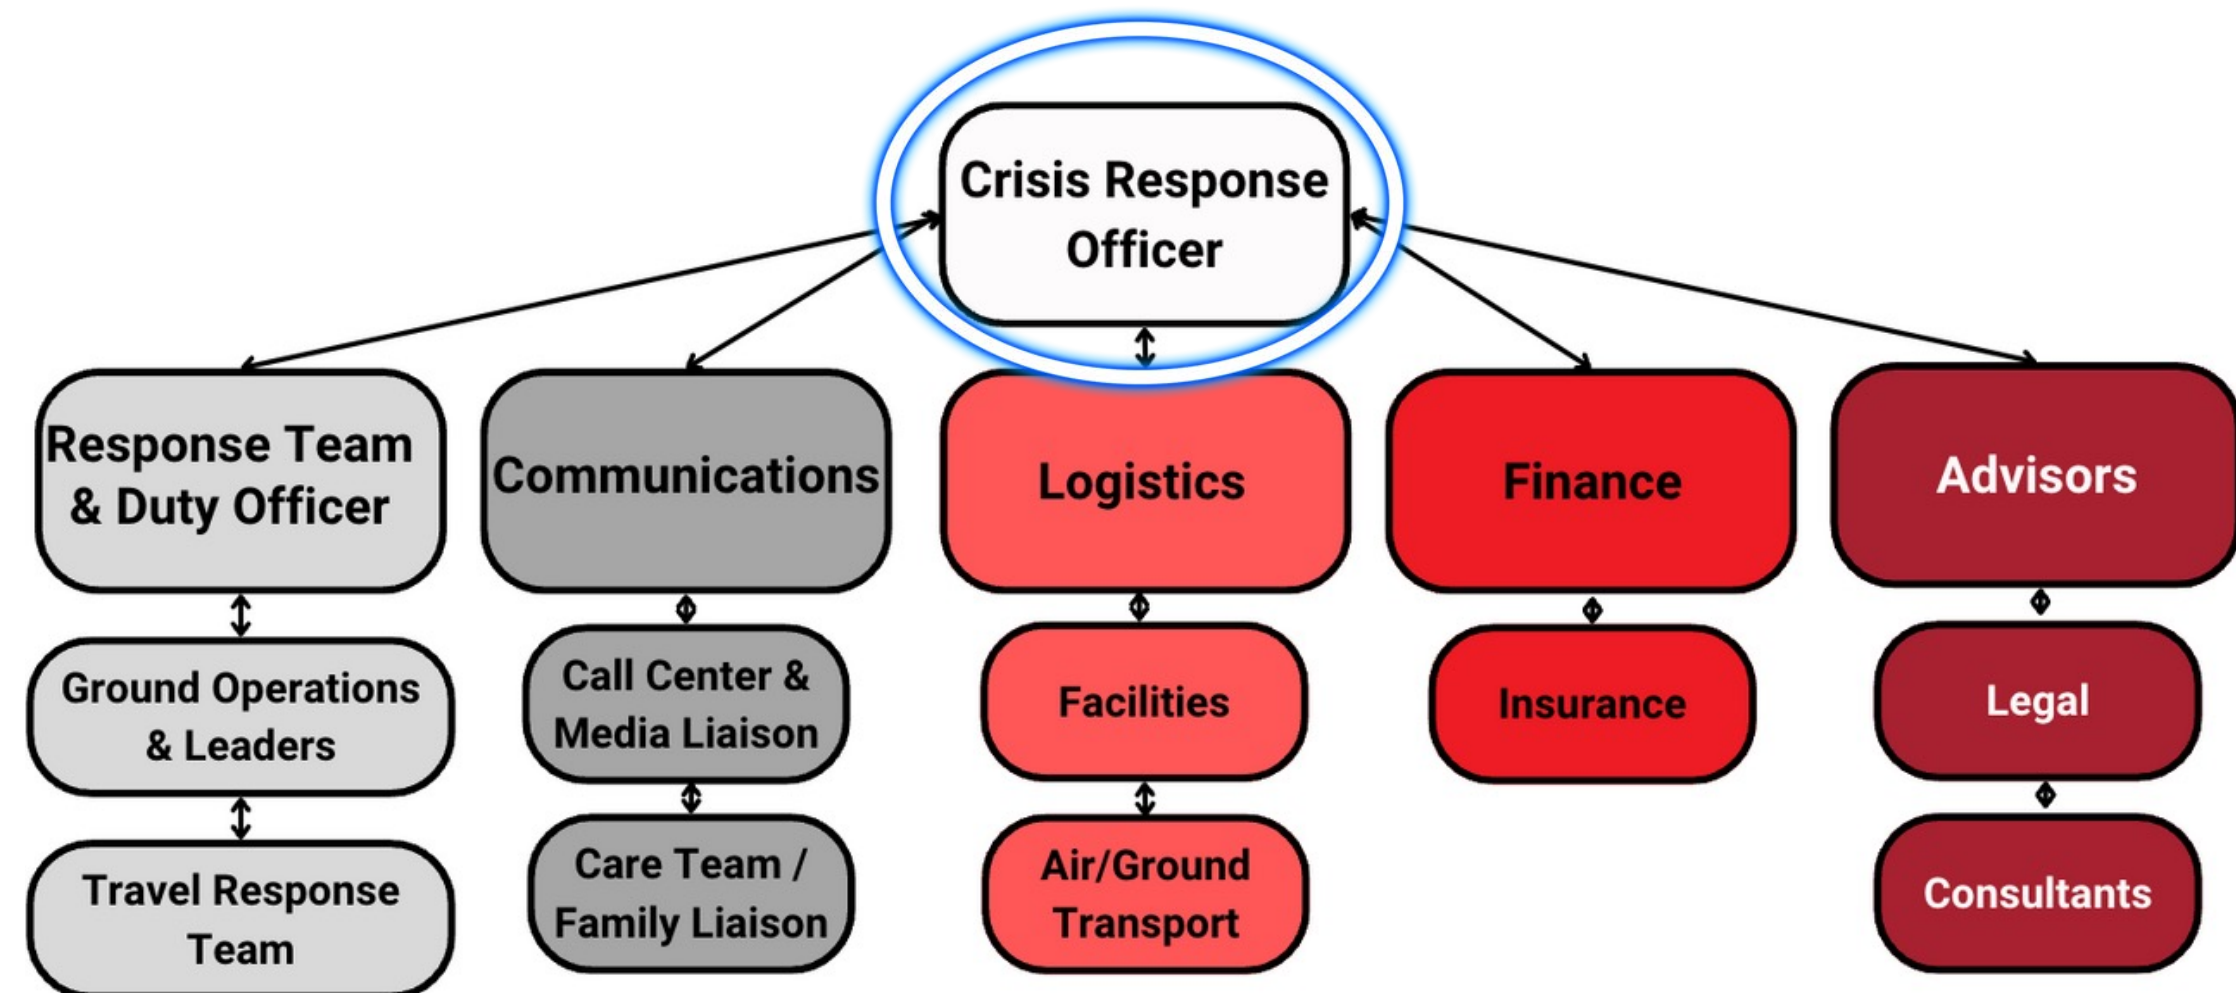 Crisis Response
Officer
Response Team
& Duty Officer
Communications
Logistics
Finance
Advisors
Ground Operations
& Leaders
Call Center &
Media Liaison
Facilities
Insurance
Legal
Travel Response
Team
Care Team /
Family Liaison
Air/Ground
Transport
Consultants